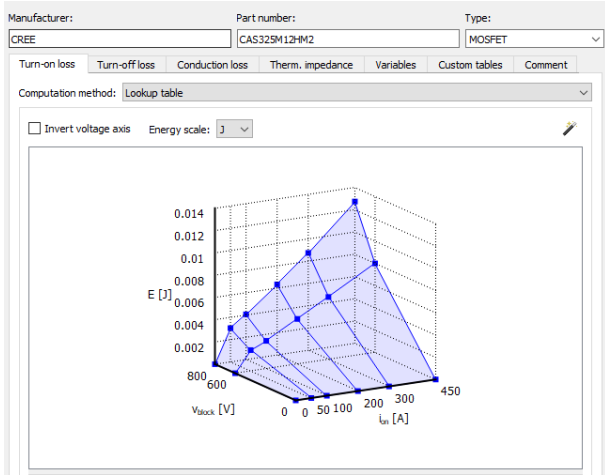 Manufacturer: Part number: Type:
CREE CAS325M12HM2 MOSFET
Turn-on loss Turn-off loss Conduction loss Therm. impedance Variables Custom tables Comment
Computation method: Lookup table
Invert voltage axis Energy scale: J
0.014
0.012
0.01
0.008
E [J]
0.006
0.004
0.002
800
600
0
v_block [V]
0 50 100 200 300 450
i_on [A]